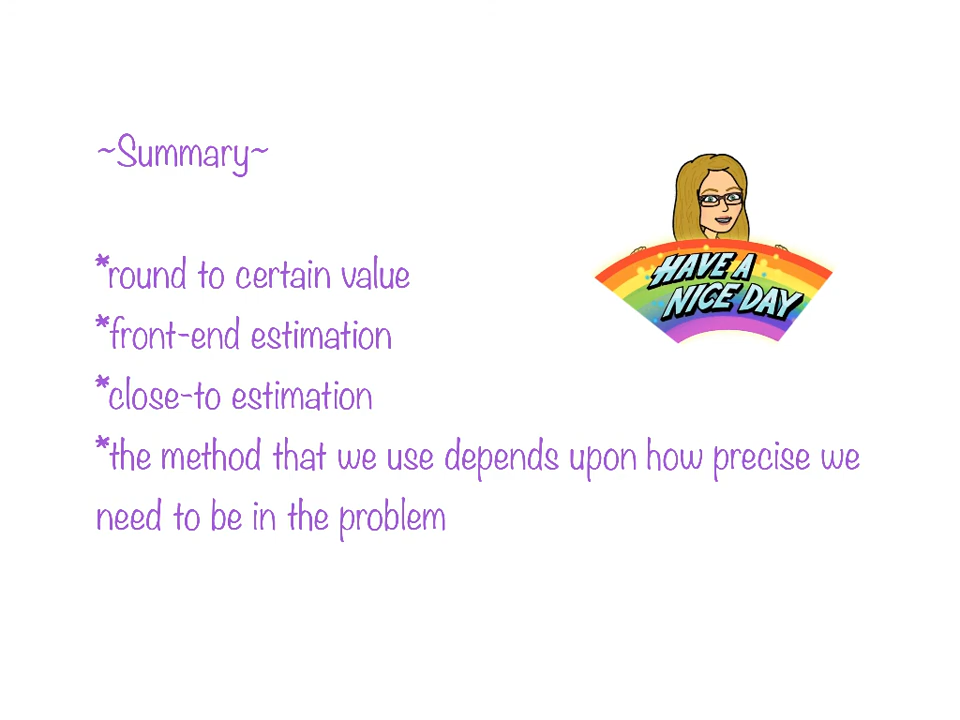 ~Summary~
*round to certain value
*front-end estimation
*close-to estimation
*the method that we use depends upon how precise we
need to be in the problem
HAVE A
NICE DAY